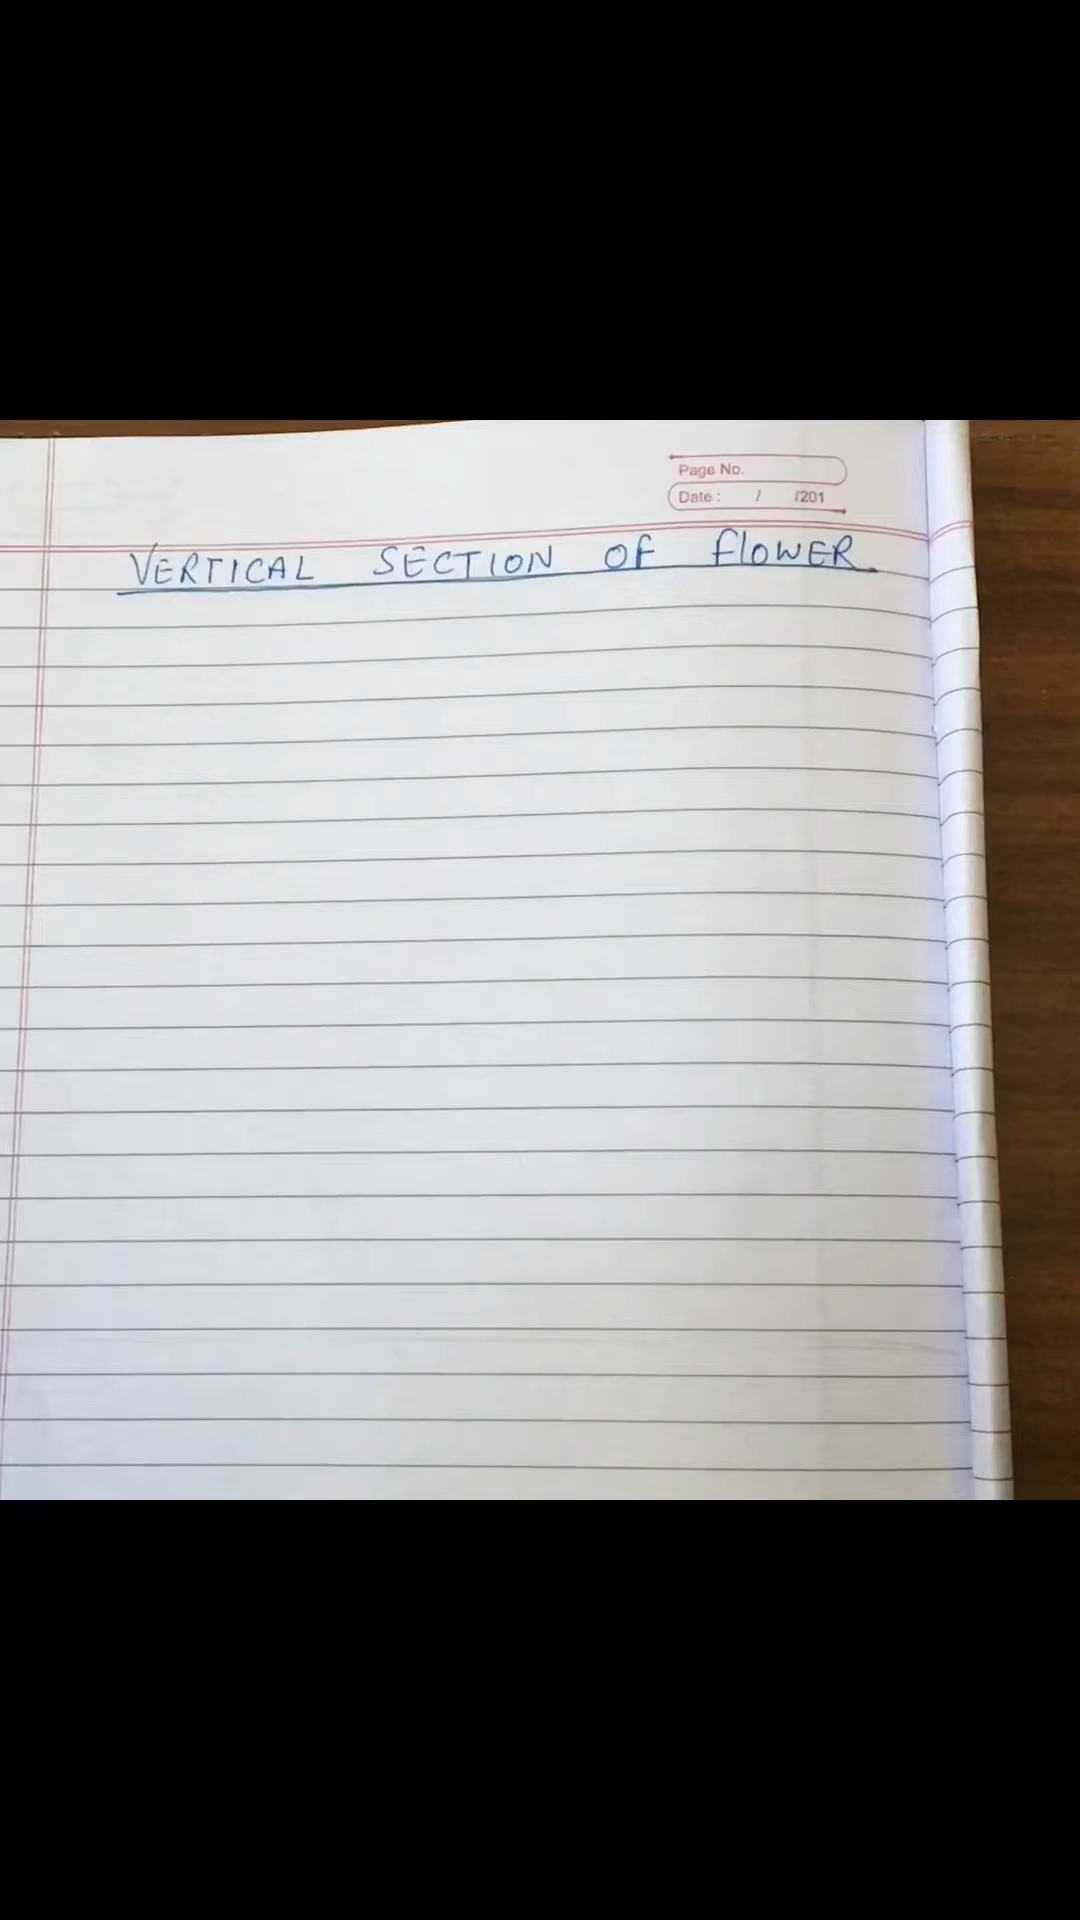 Page No.
Date : / /201
VERTICAL SECTION OF flOWER